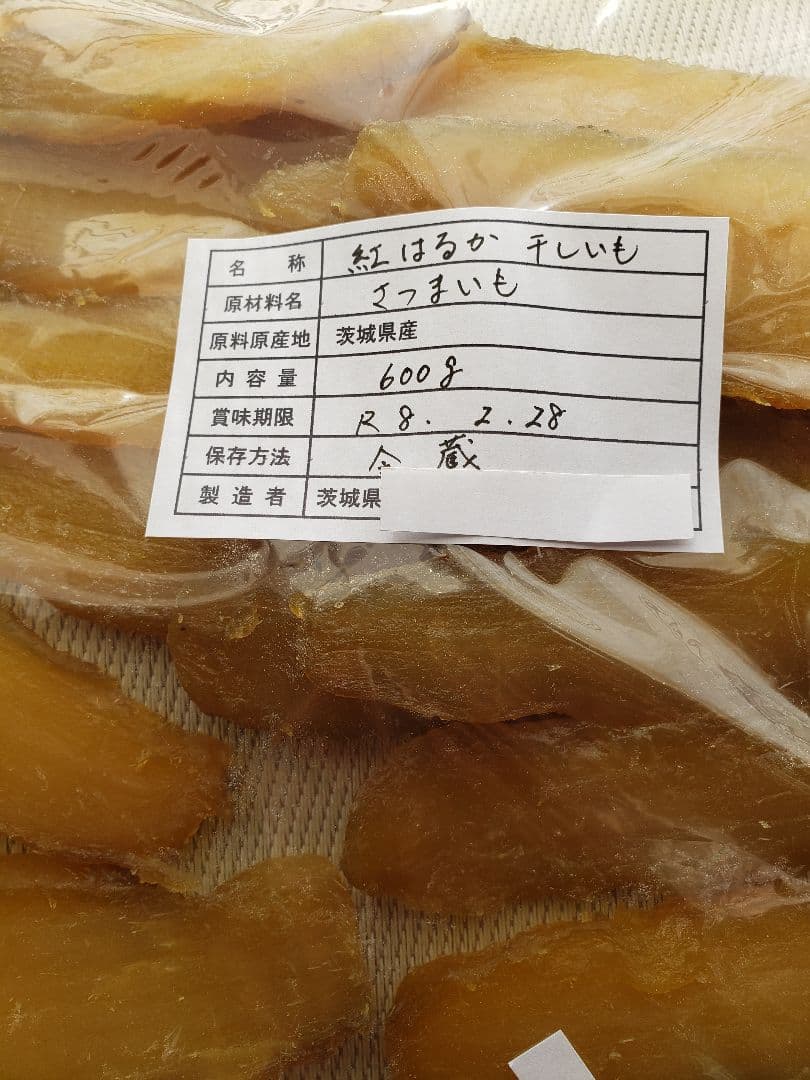 名称 紅はるか 干しいも
原材料名 さつまいも
原料原産地 茨城県産
内容量 600g
賞味期限 R8. 2.28
保存方法 冷蔵
製造者 茨城県